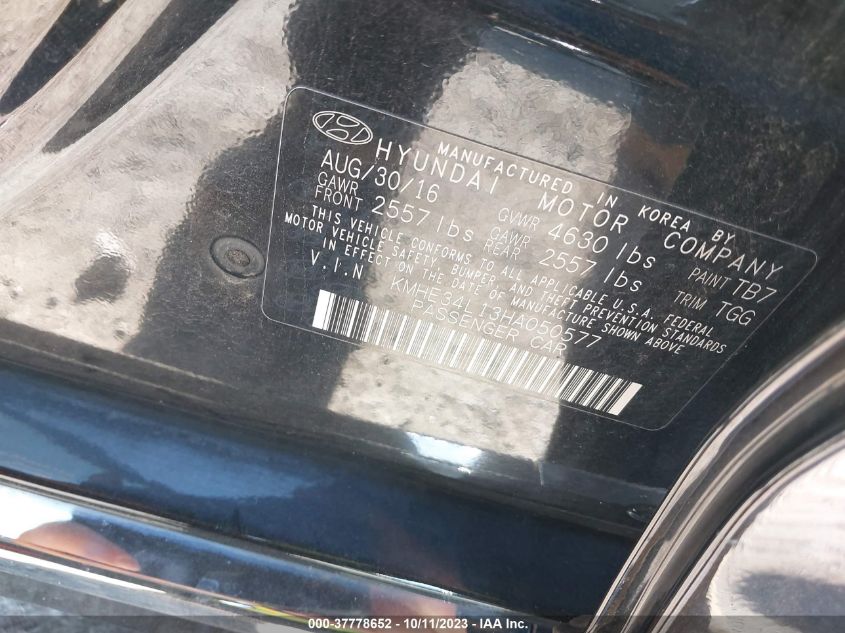 MANUFACTURED IN KOREA BY
HYUNDAI MOTOR COMPANY
AUG/30/16 GVWR 4630 lbs PAINT TB7
GAWR FRONT 2557 lbs GAWR REAR 2557 lbs TRIM TGG
THIS VEHICLE CONFORMS TO ALL APPLICABLE U.S.A. FEDERAL
MOTOR VEHICLE SAFETY, BUMPER, AND THEFT PREVENTION STANDARDS
IN EFFECT ON THE DATE OF MANUFACTURE SHOWN ABOVE
V.I.N KMHE34L13HA050577
PASSENGER CAR
000-37778652 - 10/11/2023 - IAA Inc.